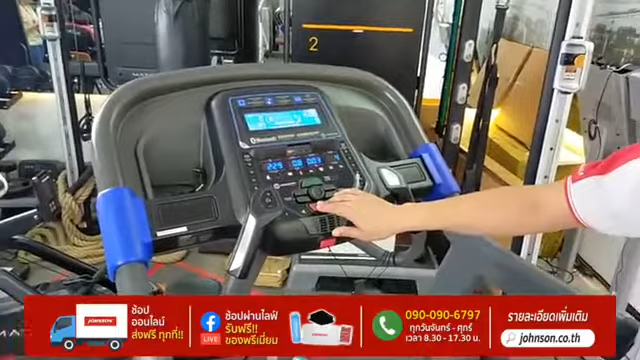 2
JOHNSON
ช้อป
ออนไลน์
ส่งฟรี ทุกที่!!
LIVE
ช้อปผ่านไลฟ์
รับฟรี!!
ของพรีเมี่ยม
090-090-6797
ทุกวันจันทร์ - ศุกร์
เวลา 8.30 - 17.30น.
รายละเอียดเพิ่มเติม
johnson.co.th